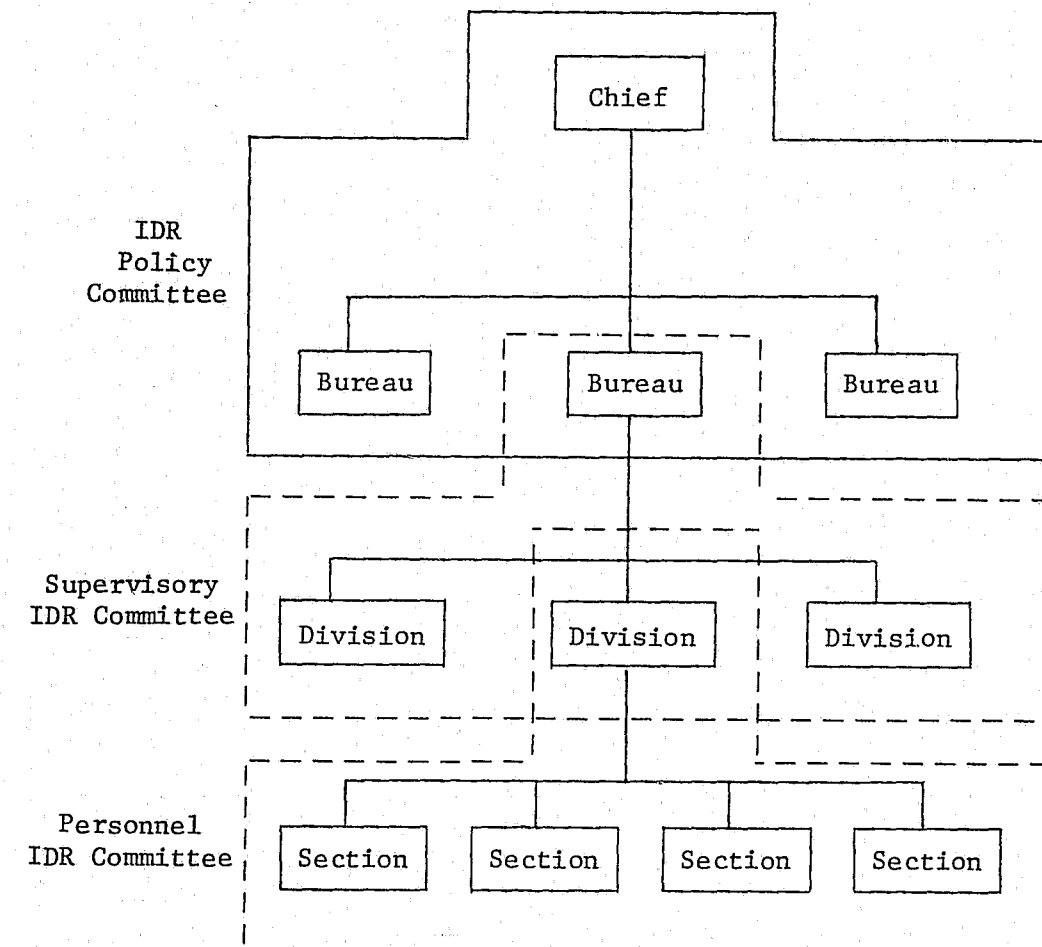 Chief
IDR
Policy
Committee
Bureau
Bureau
Bureau
Supervisory
IDR Committee
Division
Division
Division
Personnel
IDR Committee
Section
Section
Section
Section